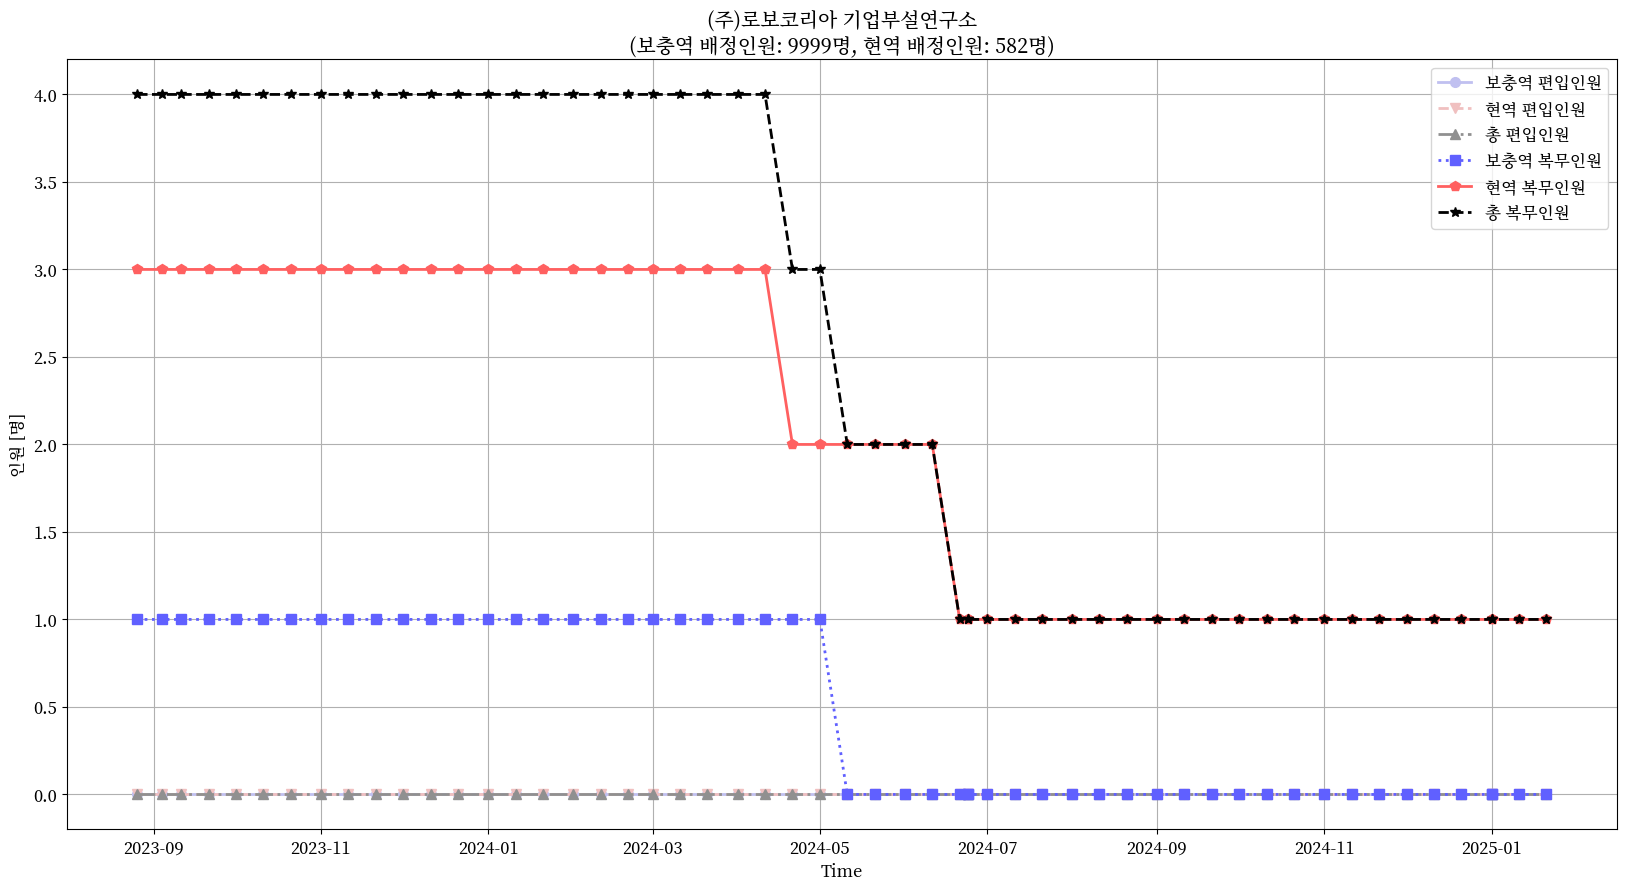 (주)로보코리아 기업부설연구소
(보충역 배정인원: 9999명, 현역 배정인원: 582명)
보충역 편입인원
현역 편입인원
총 편입인원
보충역 복무인원
현역 복무인원
총 복무인원
인원 [명]
4.0
3.5
3.0
2.5
2.0
1.5
1.0
0.5
0.0
2023-09
2023-11
2024-01
2024-03
2024-05
2024-07
2024-09
2024-11
2025-01
Time